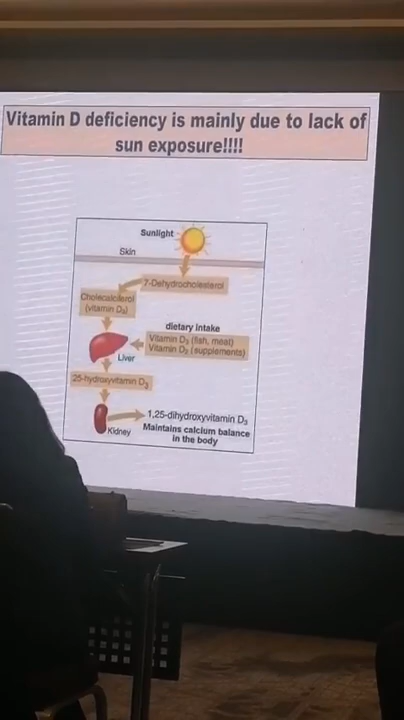 Vitamin D deficiency is mainly due to lack of
sun exposure!!!!
Sunlight
Skin
7-Dehydrocholesterol
Cholecalciferol
(vitamin D₃)
dietary intake
Vitamin D₃ (fish, meat)
Vitamin D₂ (supplements)
Liver
25-hydroxyvitamin D₃
1,25-dihydroxyvitamin D₃
Kidney
Maintains calcium balance
in the body